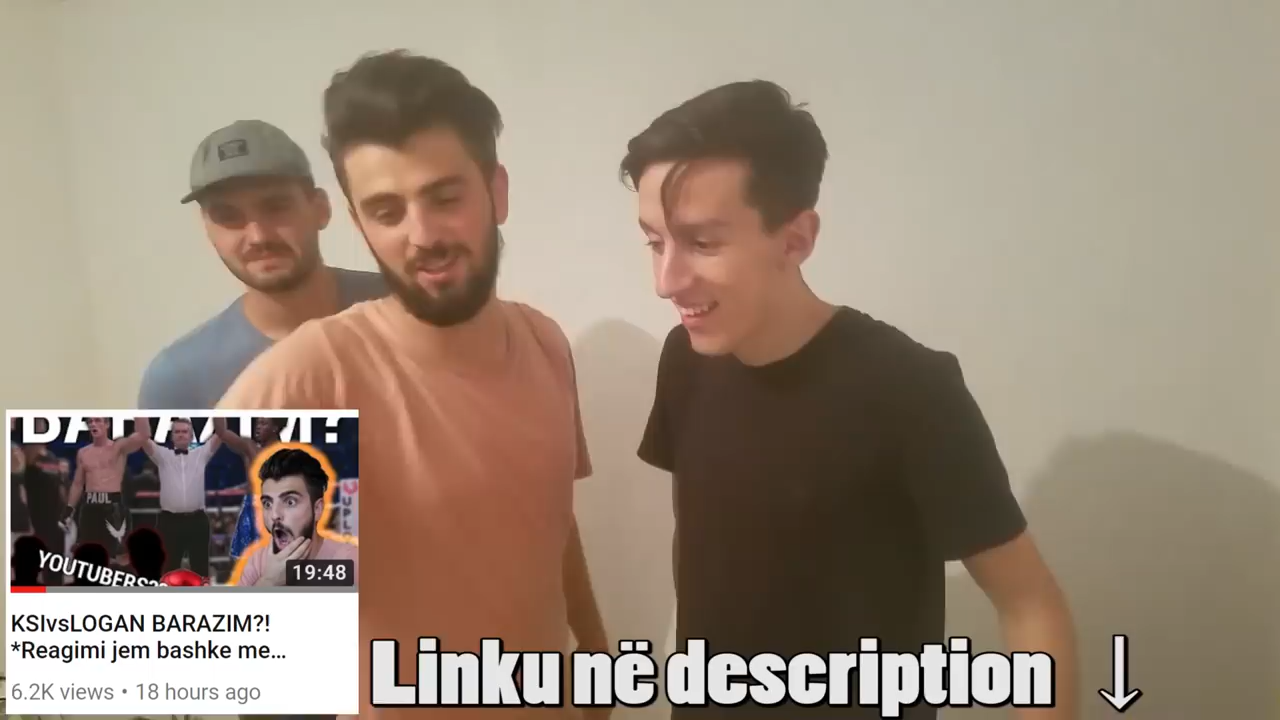 BARAZIM?
PAUL
YOUTUBERS??
19:48
KSIvsLOGAN BARAZIM?!
*Reagimi jem bashke me...
6.2K views • 18 hours ago
Linku në description ↓